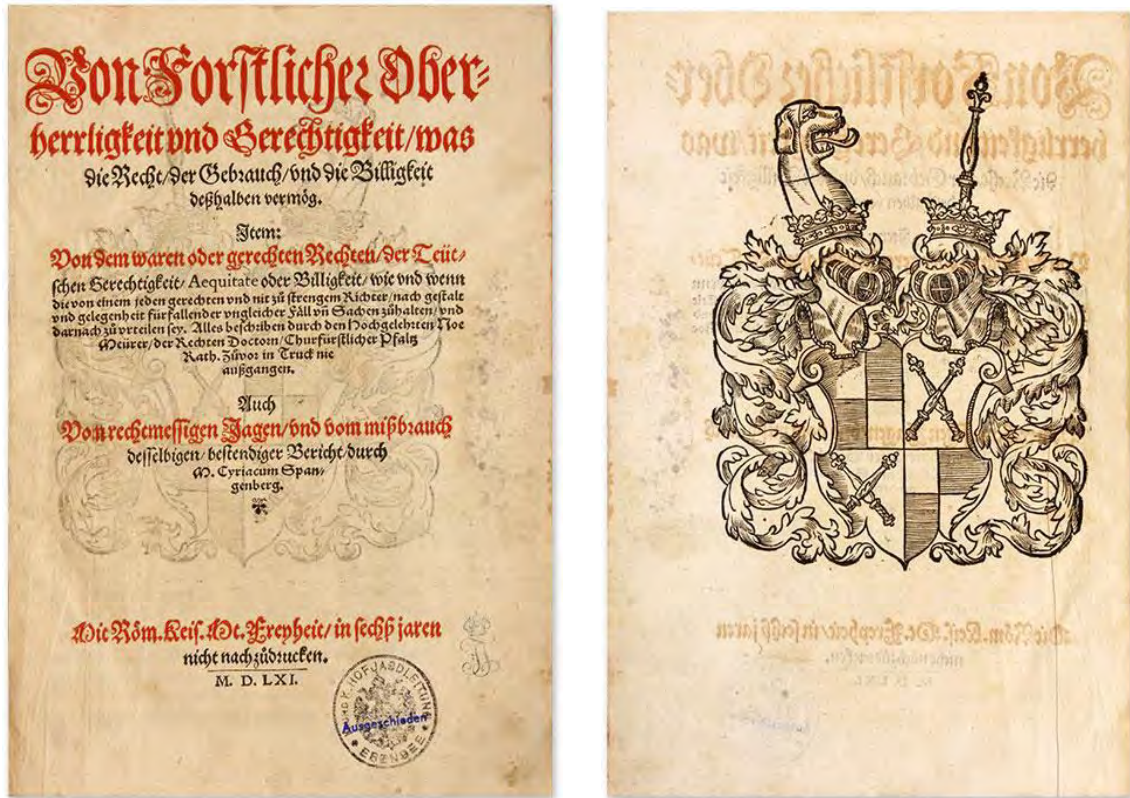 Von Forstlicher Ober-
herrligkeit vnd Gerechtigkeit/was
die Recht/der Gebrauch/vnd die Billigkeit
deßhalben vermög.
Item:
Von dem waren oder gerechten Rechten/der Teüt-
schen Gerechtigkeit/Aequitate oder Billigkeit/wie vnd wenn
die von einem jeden gerechten vnd nit zů strengem Richter/nach gestalt
vnd gelegenheit fürfallender vngleicher Fäll vñ Sachen zůhalten/vnd
darnach zů vrteilen sey. Alles beschriben durch den Hochgelehrten Noe
Meürer/der Rechten Doctorn/Churfürstlicher Pfaltz
Rath. Zůvor in Truck nie
außgangen.
Auch
Von rechtmessigen Jagen/vnd vom mißbrauch
desselbigen/bestendiger Bericht durch
M. Cyriacum Span-
genberg.
Mit Röm. Keis. Mt. Freyheit/in sechß jaren
nicht nachzůdrucken.
M. D. LXI.
K. u. K. HOFJAGDLEITUNG
Ausgeschieden
EBENSEE